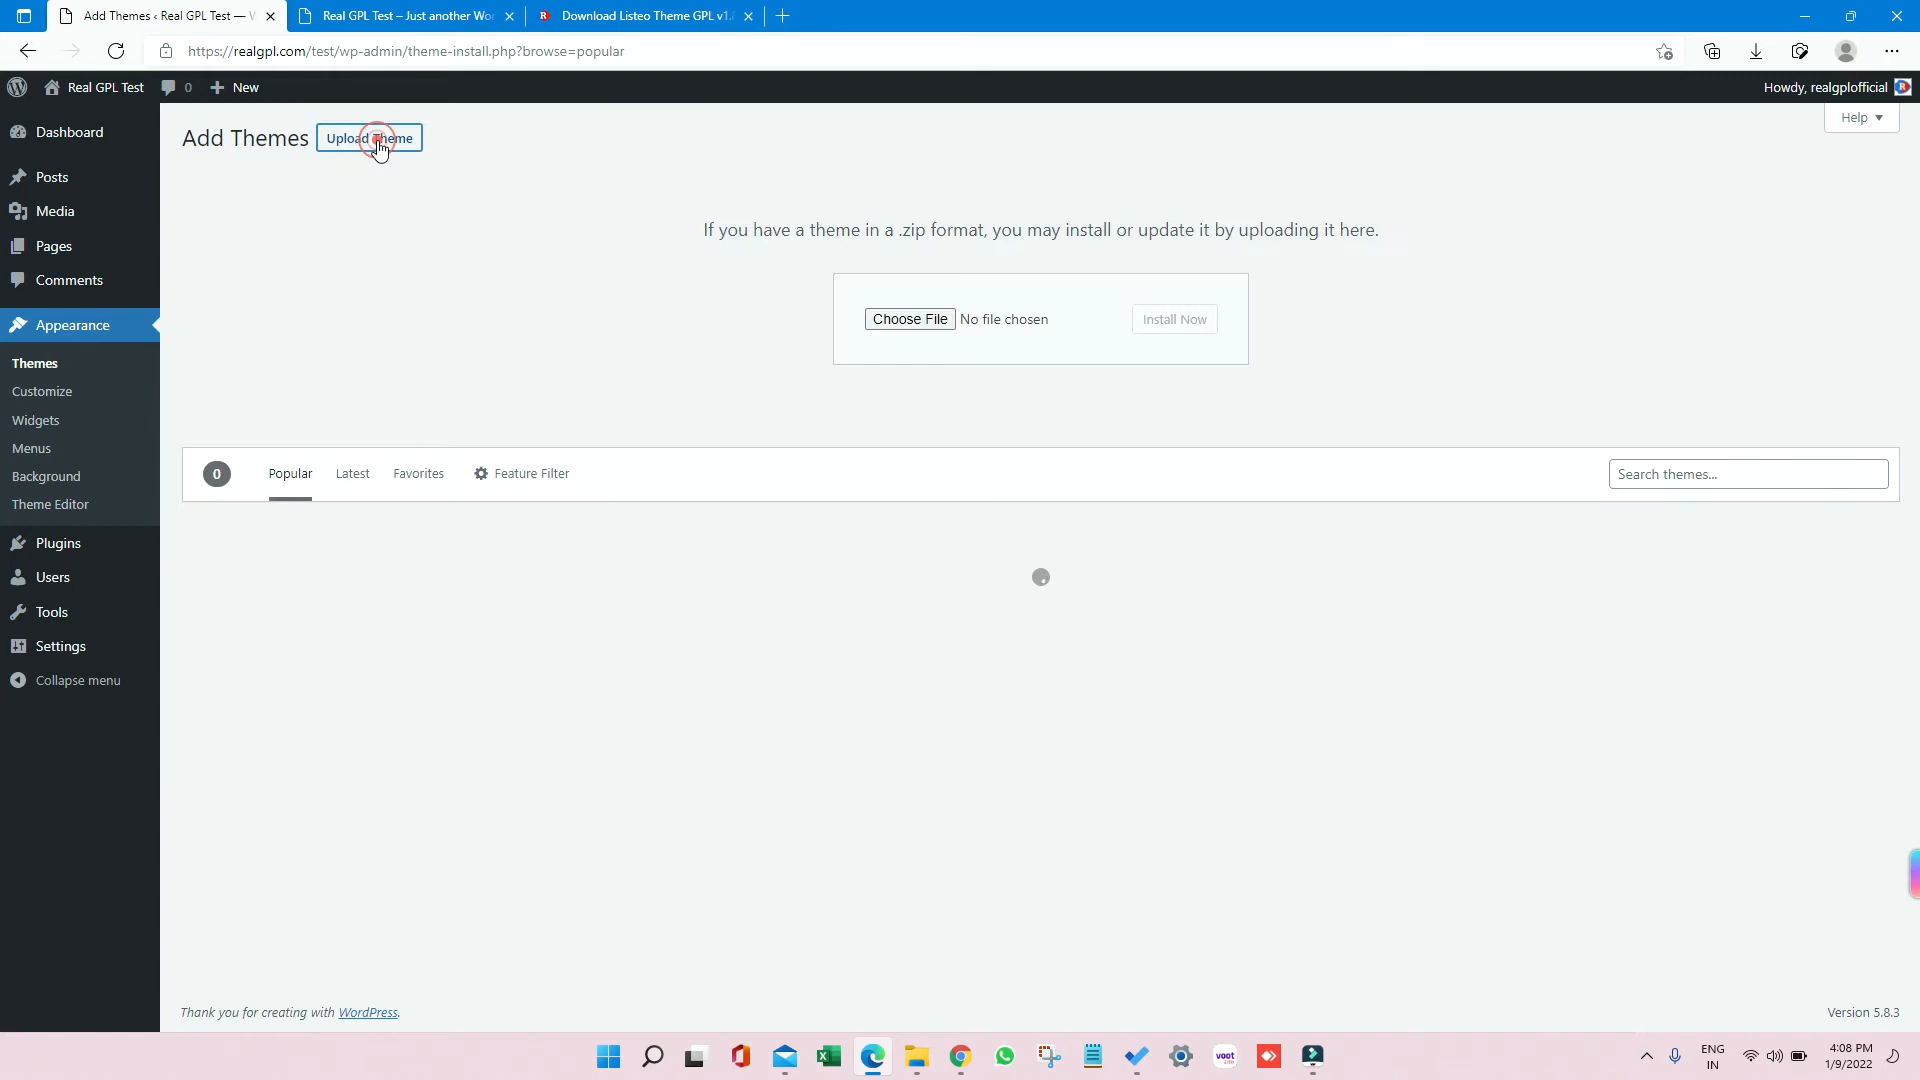 Add Themes ‹ Real GPL Test —
Real GPL Test – Just another Wo
Download Listeo Theme GPL v1.
https://realgpl.com/test/wp-admin/theme-install.php?browse=popular
Real GPL Test
0
New
Howdy, realgplofficial
Help
Dashboard
Posts
Media
Pages
Comments
Appearance
Themes
Customize
Widgets
Menus
Background
Theme Editor
Plugins
Users
Tools
Settings
Collapse menu
Add Themes
Upload Theme
If you have a theme in a .zip format, you may install or update it by uploading it here.
Choose File No file chosen
Install Now
0
Popular
Latest
Favorites
Feature Filter
Search themes...
Thank you for creating with WordPress.
Version 5.8.3
voot
ENG
IN
4:08 PM
1/9/2022